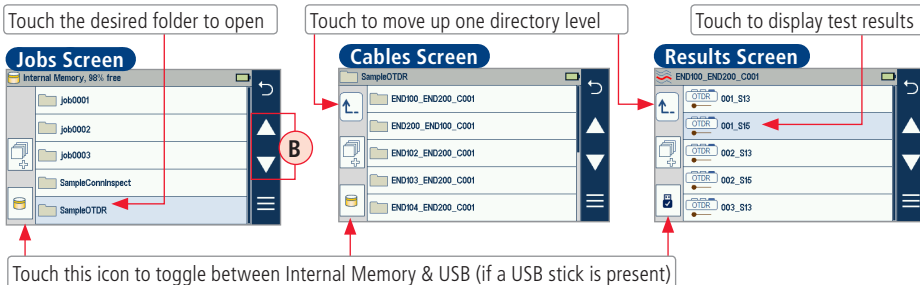 Touch the desired folder to open
Touch to move up one directory level
Touch to display test results
Jobs Screen
Internal Memory, 98% free
job0001
job0002
job0003
SampleConnInspect
SampleOTDR
B
Cables Screen
SampleOTDR
END100_END200_C001
END200_END100_C001
END102_END200_C001
END103_END200_C001
END104_END200_C001
Results Screen
END100_END200_C001
OTDR 001_S13
OTDR 001_S15
OTDR 002_S13
OTDR 002_S15
OTDR 003_S13
Touch this icon to toggle between Internal Memory & USB (if a USB stick is present)